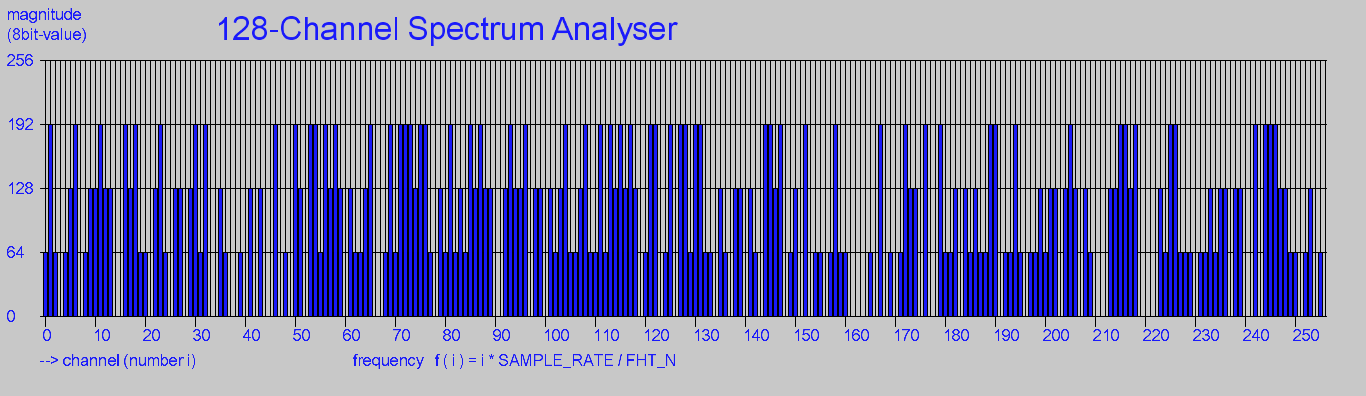 magnitude
(8bit-value)
128-Channel Spectrum Analyser
256
192
128
64
0
0 10 20 30 40 50 60 70 80 90 100 110 120 130 140 150 160 170 180 190 200 210 220 230 240 250
--> channel (number i) frequency f ( i ) = i * SAMPLE_RATE / FHT_N